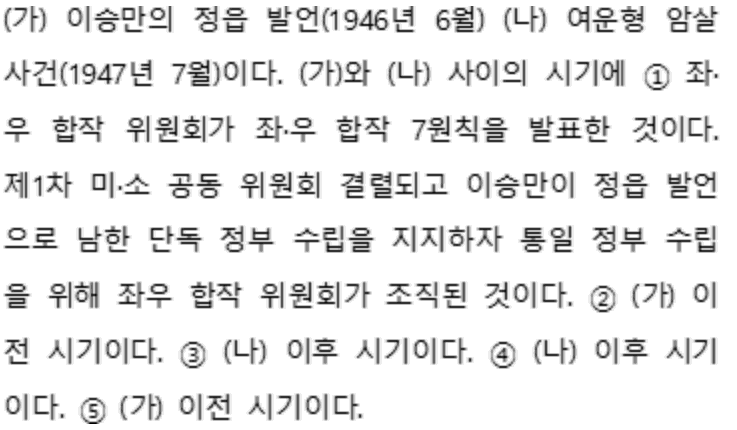 (가) 이승만의 정읍 발언(1946년 6월) (나) 여운형 암살
사건(1947년 7월)이다. (가)와 (나) 사이의 시기에 ① 좌·
우 합작 위원회가 좌·우 합작 7원칙을 발표한 것이다.
제1차 미·소 공동 위원회 결렬되고 이승만이 정읍 발언
으로 남한 단독 정부 수립을 지지하자 통일 정부 수립
을 위해 좌우 합작 위원회가 조직된 것이다. ② (가) 이
전 시기이다. ③ (나) 이후 시기이다. ④ (나) 이후 시기
이다. ⑤ (가) 이전 시기이다.